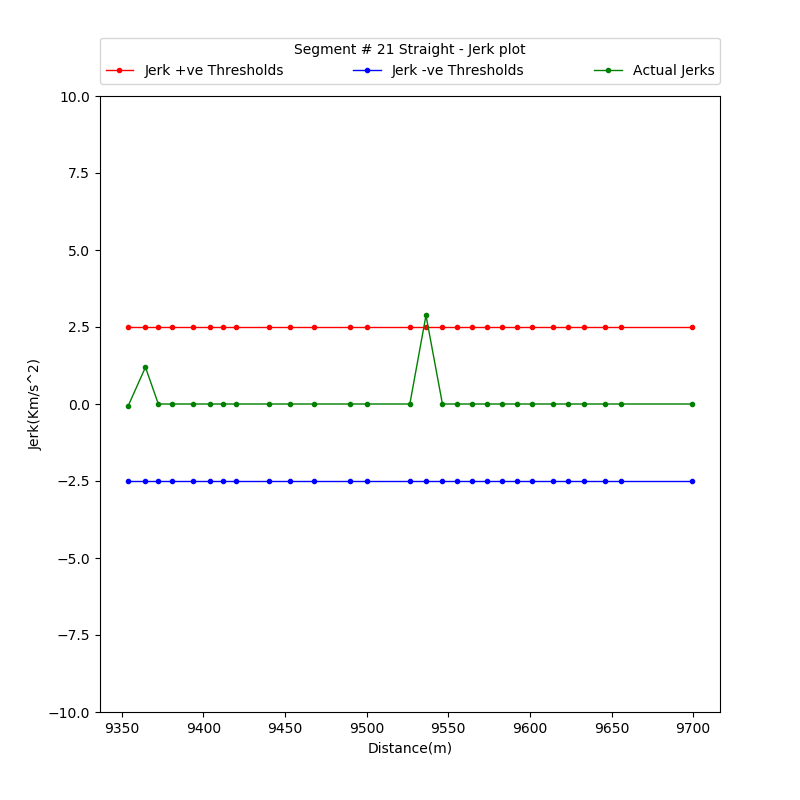 Segment # 21 Straight - Jerk plot
Jerk +ve Thresholds Jerk -ve Thresholds Actual Jerks
10.0
7.5
5.0
2.5
0.0
−2.5
−5.0
−7.5
−10.0
Jerk(Km/s^2)
9350 9400 9450 9500 9550 9600 9650 9700
Distance(m)